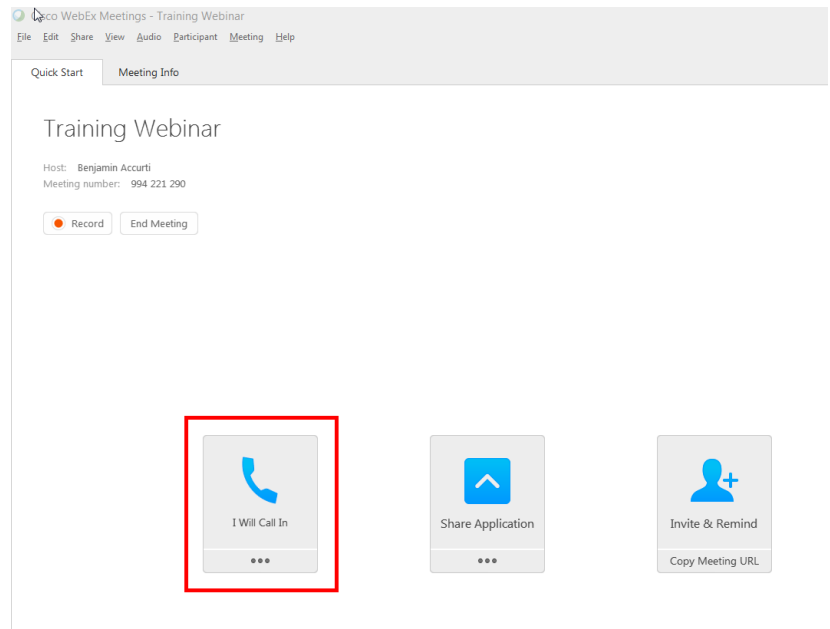 Cisco WebEx Meetings - Training Webinar
File Edit Share View Audio Participant Meeting Help
Quick Start Meeting Info
Training Webinar
Host: Benjamin Accurti
Meeting number: 994 221 290
Record End Meeting
I Will Call In Share Application Invite & Remind
Copy Meeting URL